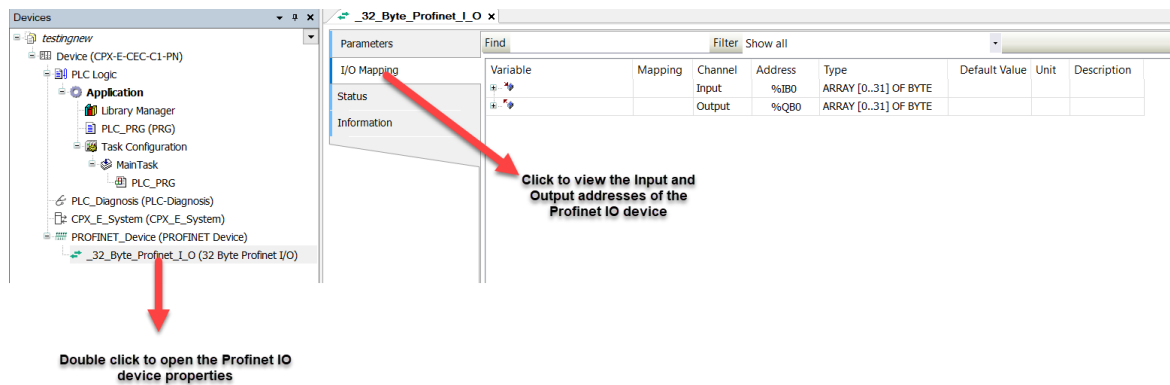 Devices
testingnew
Device (CPX-E-CEC-C1-PN)
PLC Logic
Application
Library Manager
PLC_PRG (PRG)
Task Configuration
MainTask
PLC_PRG
PLC_Diagnosis (PLC-Diagnosis)
CPX_E_System (CPX_E_System)
PROFINET_Device (PROFINET Device)
_32_Byte_Profinet_I_O (32 Byte Profinet I/O)
Double click to open the Profinet IO
device properties
_32_Byte_Profinet_I_O x
Parameters
I/O Mapping
Status
Information
Find Filter Show all
Variable Mapping Channel Address Type Default Value Unit Description
Input %IB0 ARRAY [0..31] OF BYTE
Output %QB0 ARRAY [0..31] OF BYTE
Click to view the Input and
Output addresses of the
Profinet IO device